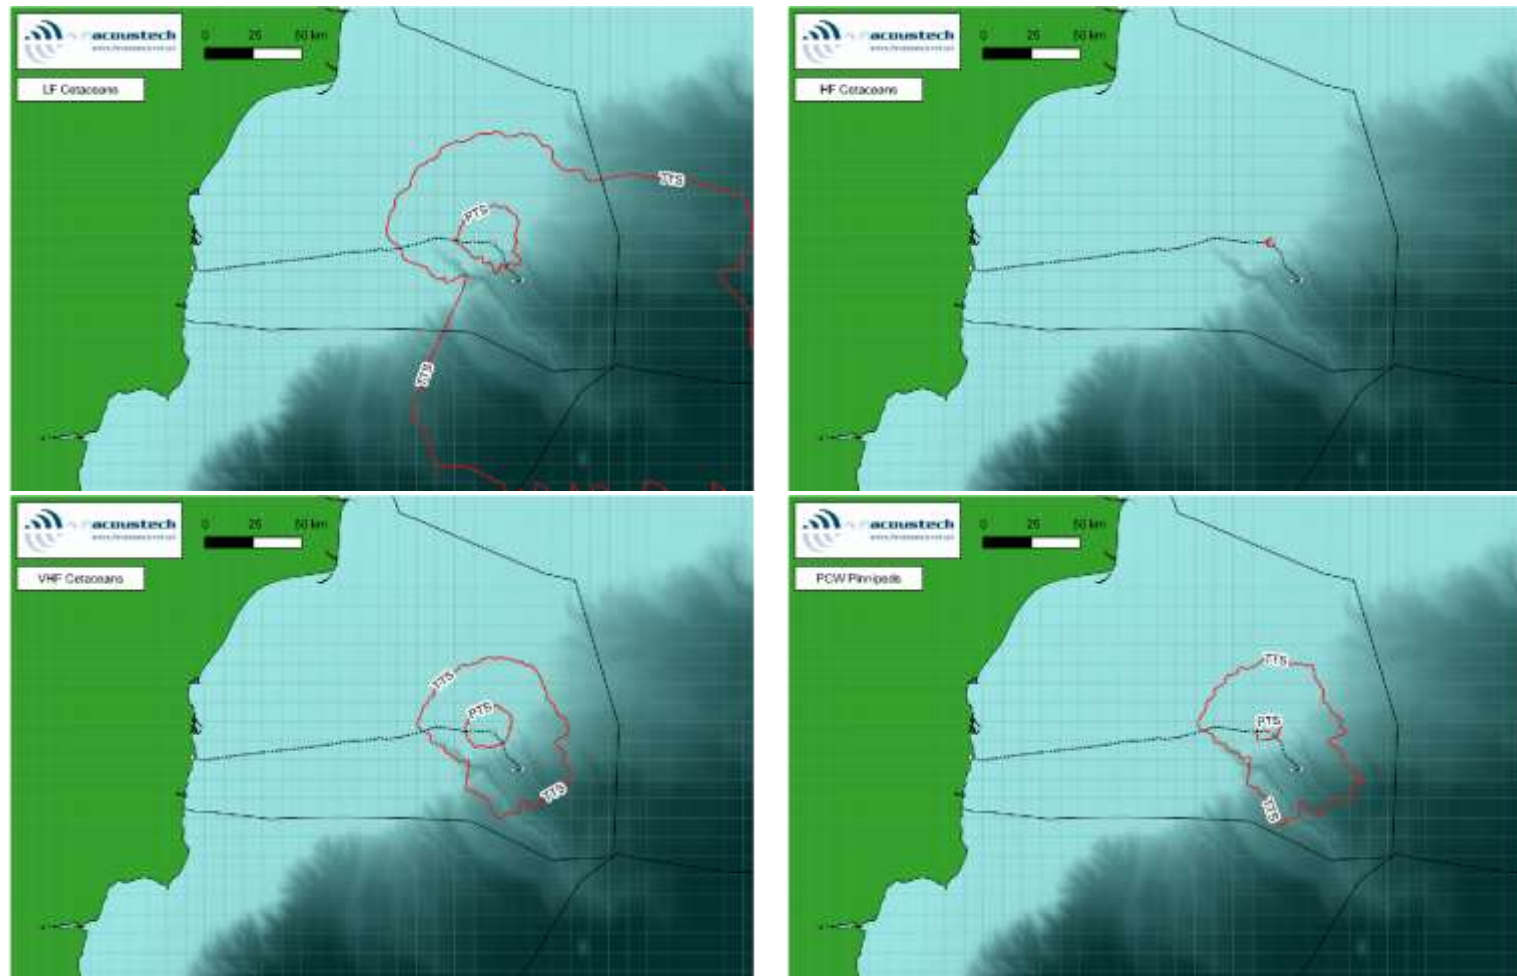 acoustech
0 25 50 km
LF Cetaceans
TTS
PTS
TTS
acoustech
0 25 50 km
HF Cetaceans
acoustech
0 25 50 km
VHF Cetaceans
TTS
PTS
TTS
acoustech
0 25 50 km
PCW Pinnipeds
TTS
PTS
TTS